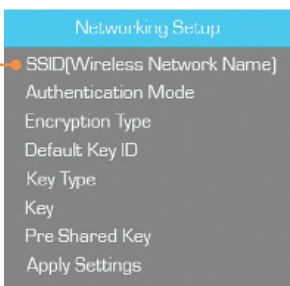 Networking Setup
SSID(Wireless Network Name)
Authentication Mode
Encryption Type
Default Key ID
Key Type
Key
Pre Shared Key
Apply Settings